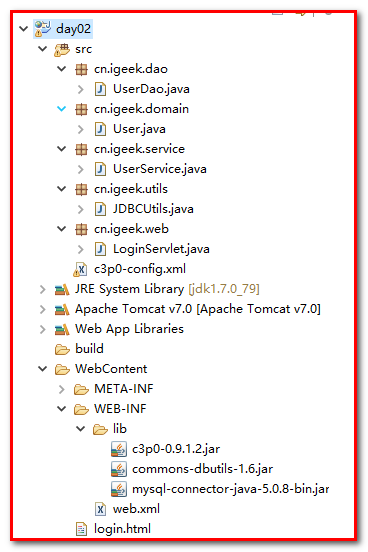 day02
src
cn.igeek.dao
UserDao.java
cn.igeek.domain
User.java
cn.igeek.service
UserService.java
cn.igeek.utils
JDBCUtils.java
cn.igeek.web
LoginServlet.java
c3p0-config.xml
JRE System Library [jdk1.7.0_79]
Apache Tomcat v7.0 [Apache Tomcat v7.0]
Web App Libraries
build
WebContent
META-INF
WEB-INF
lib
c3p0-0.9.1.2.jar
commons-dbutils-1.6.jar
mysql-connector-java-5.0.8-bin.jar
web.xml
login.html